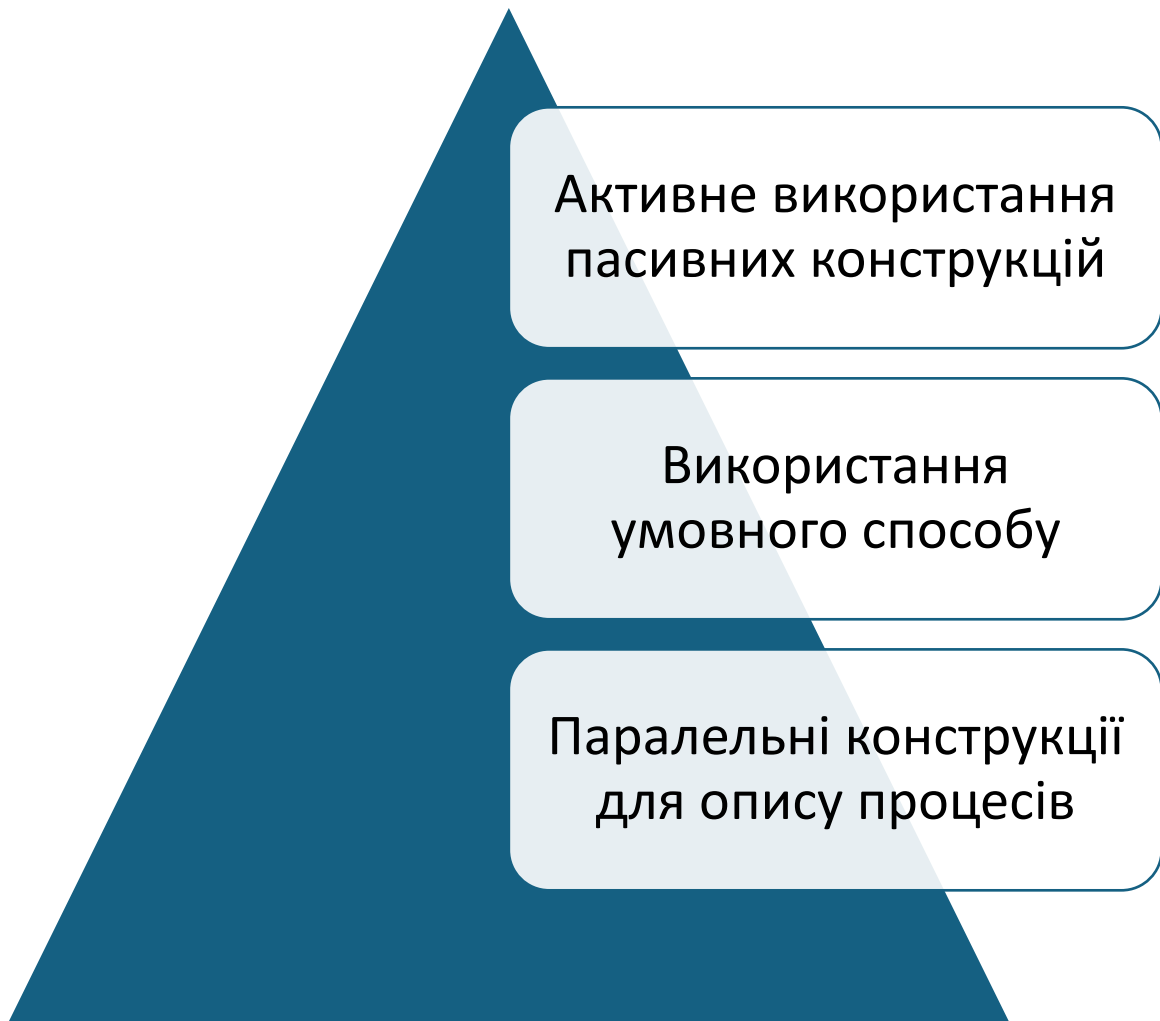 Активне використання
пасивних конструкцій
Використання
умовного способу
Паралельні конструкції
для опису процесів